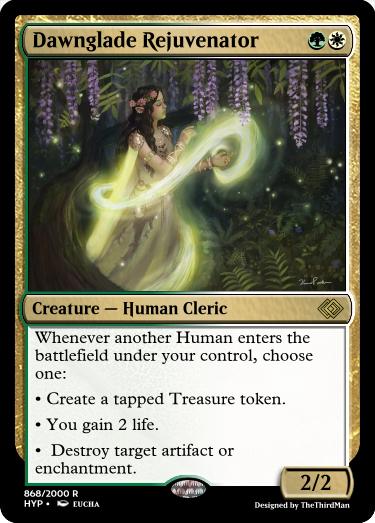 Dawnglade Rejuvenator
Creature — Human Cleric
Whenever another Human enters the
battlefield under your control, choose
one:
• Create a tapped Treasure token.
• You gain 2 life.
• Destroy target artifact or
enchantment.
2/2
868/2000 R
HYP • EUCHA
Designed by TheThirdMan